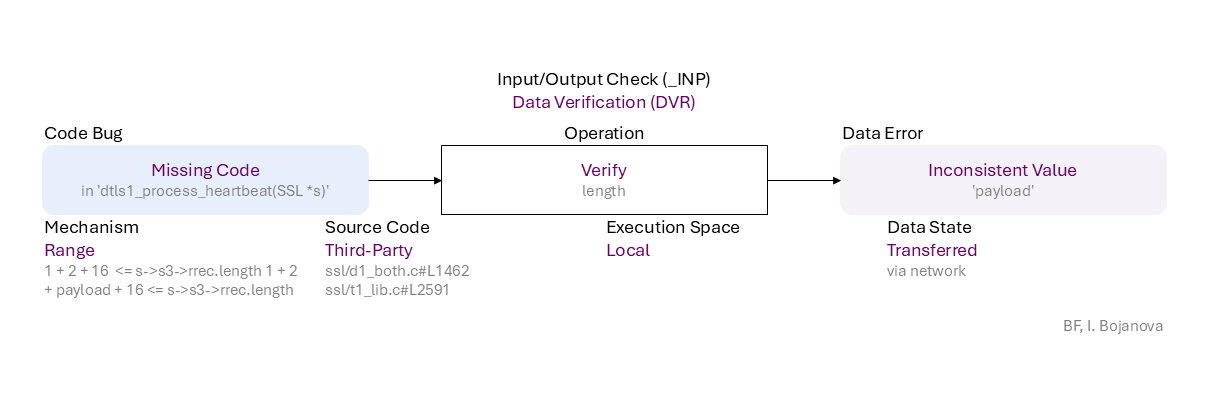 Input/Output Check (_INP)
Data Verification (DVR)
Code Bug
Operation
Data Error
Missing Code
in 'dtls1_process_heartbeat(SSL *s)'
Verify
length
Inconsistent Value
'payload'
Mechanism
Range
1 + 2 + 16 <= s->s3->rrec.length 1 + 2
+ payload + 16 <= s->s3->rrec.length
Source Code
Third-Party
ssl/d1_both.c#L1462
ssl/t1_lib.c#L2591
Execution Space
Local
Data State
Transferred
via network
BF, I. Bojanova